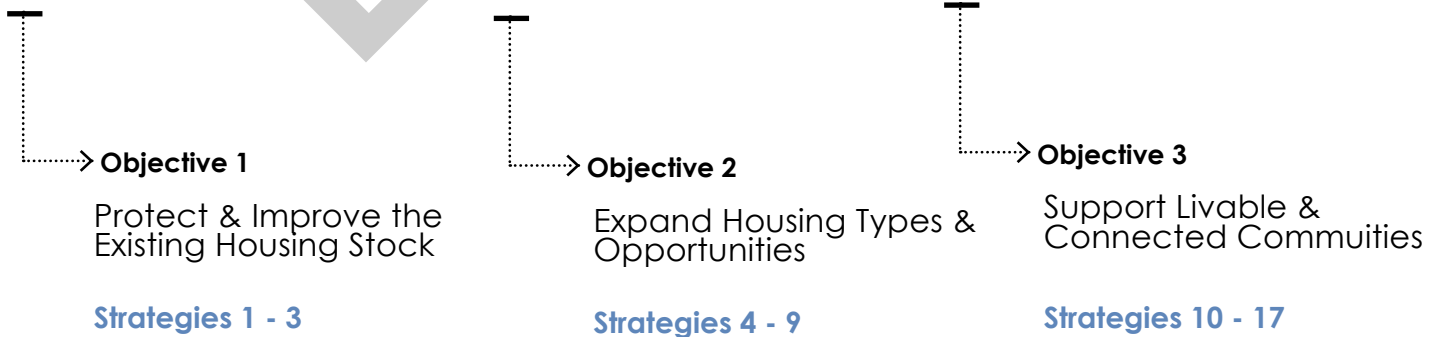 Objective 1
Protect & Improve the
Existing Housing Stock
Strategies 1 - 3
Objective 2
Expand Housing Types &
Opportunities
Strategies 4 - 9
Objective 3
Support Livable &
Connected Commuities
Strategies 10 - 17